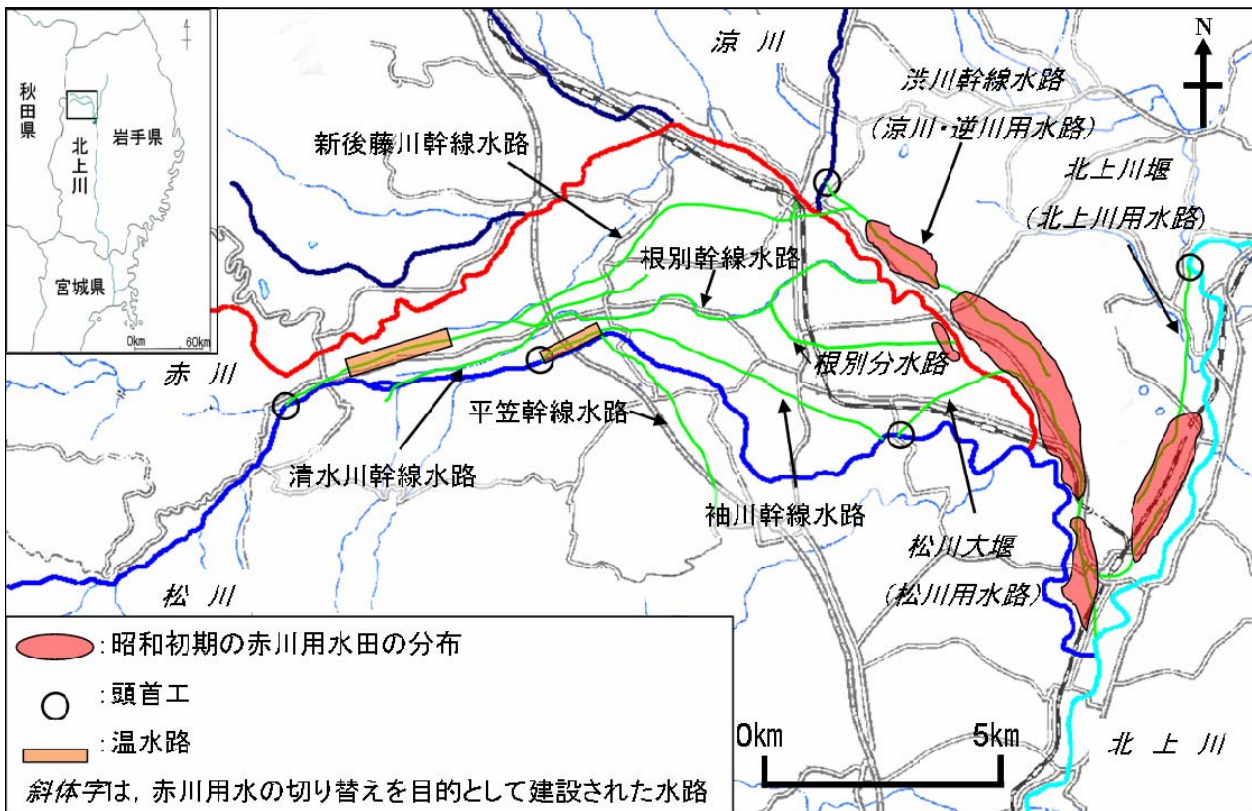 秋田県
岩手県
北上川
宮城県
0km
60km
涼 川
N
渋川幹線水路
(涼川・逆川用水路)
新後藤川幹線水路
北上川堰
(北上川用水路)
根別幹線水路
赤 川
根別分水路
平笠幹線水路
清水川幹線水路
袖川幹線水路
松川大堰
(松川用水路)
松 川
北 上 川
:昭和初期の赤川用水田の分布
:頭首工
:温水路
斜体字は,赤川用水の切り替えを目的として建設された水路
0km
5km